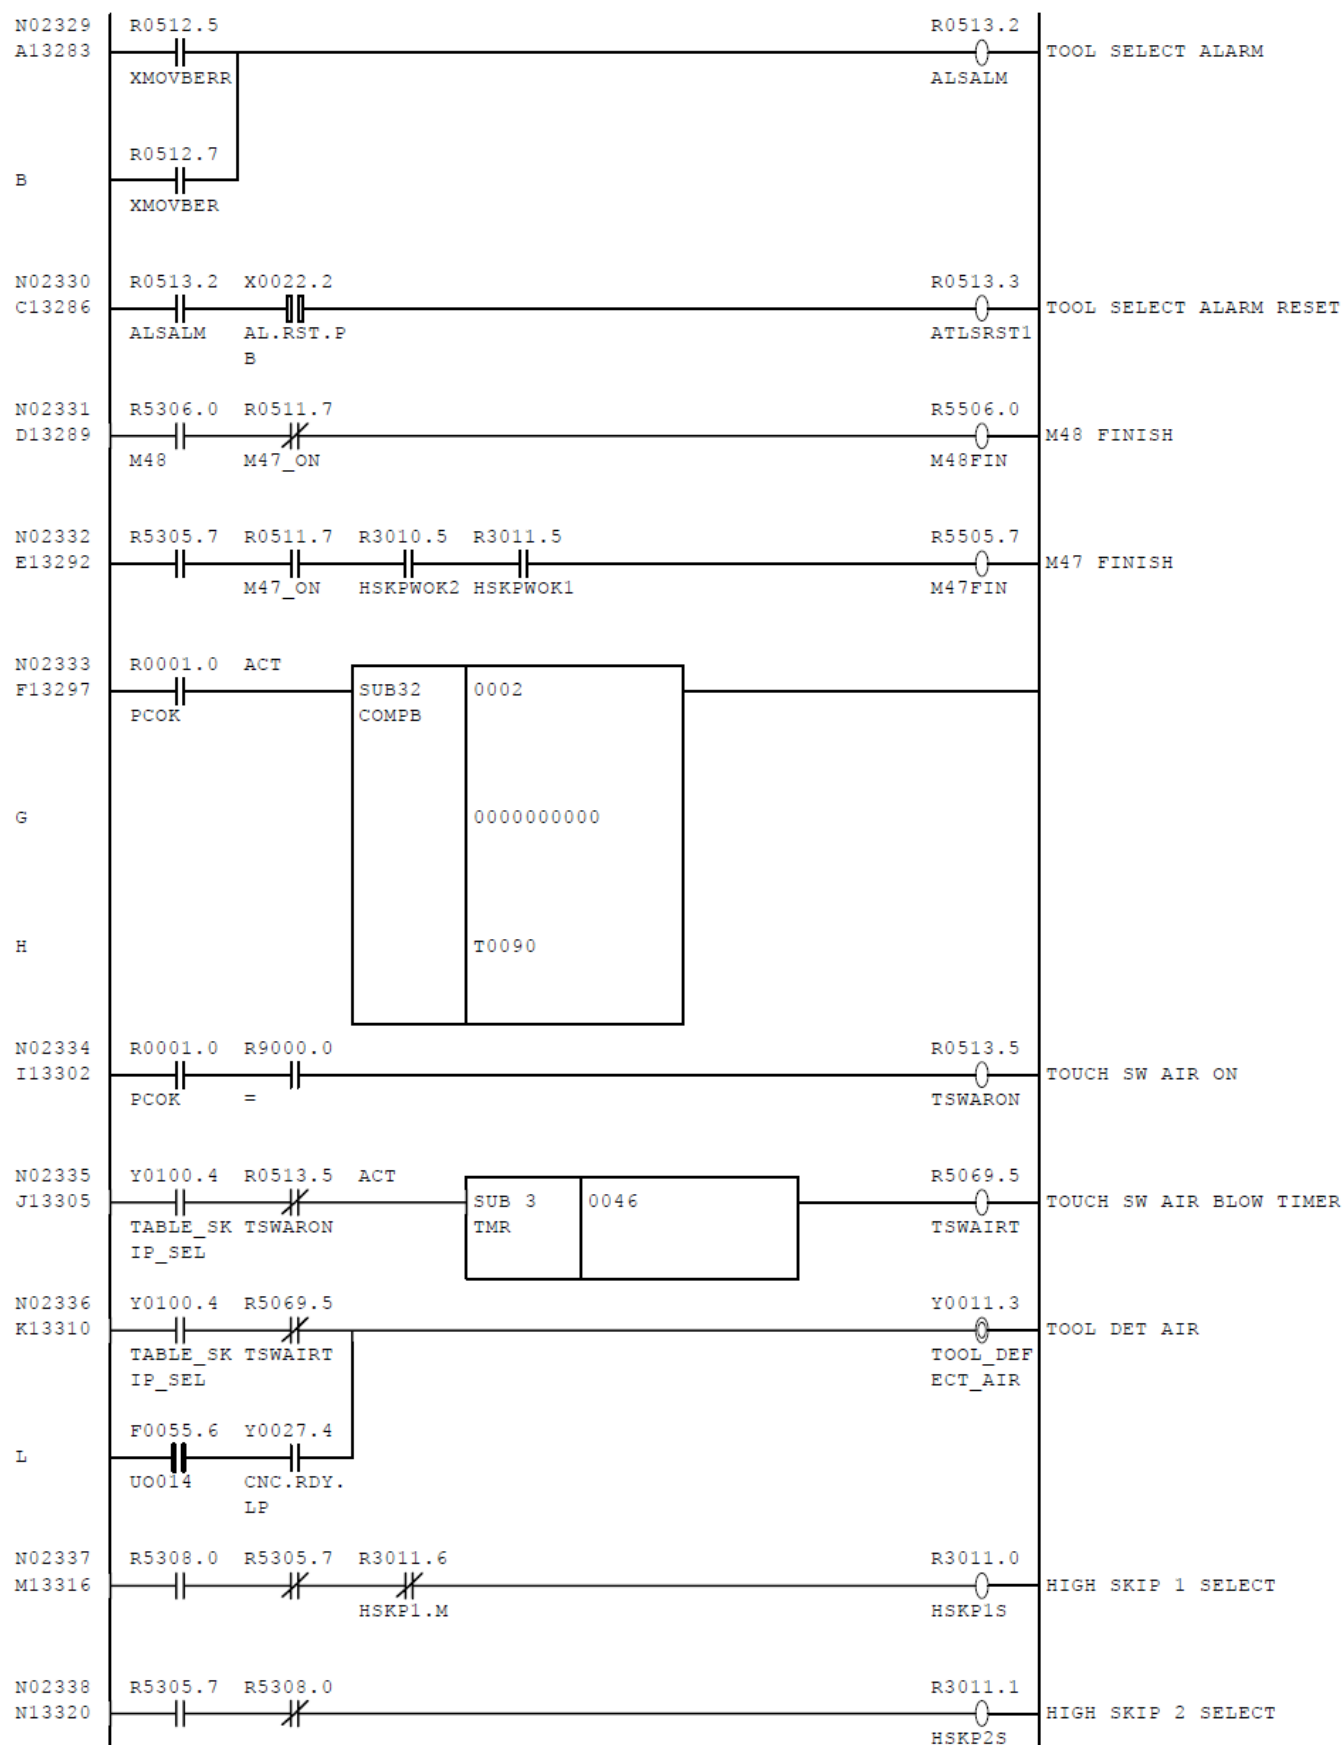 N02329 R0512.5 R0513.2
A13283 TOOL SELECT ALARM
XMOVBERR ALSALM
R0512.7
B
XMOVBER
N02330 R0513.2 X0022.2 R0513.3
C13286 TOOL SELECT ALARM RESET
ALSALM AL.RST.P ATLSRST1
B
N02331 R5306.0 R0511.7 R5506.0
D13289 M48 FINISH
M48 M47_ON M48FIN
N02332 R5305.7 R0511.7 R3010.5 R3011.5 R5505.7
E13292 M47 FINISH
M47_ON HSKPWOK2 HSKPWOK1 M47FIN
N02333 R0001.0 ACT
F13297 SUB32 0002
PCOK COMPB
G 0000000000
H T0090
N02334 R0001.0 R9000.0 R0513.5
I13302 TOUCH SW AIR ON
PCOK = TSWARON
N02335 Y0100.4 R0513.5 ACT R5069.5
J13305 SUB 3 0046 TOUCH SW AIR BLOW TIMER
TABLE_SK TSWARON TMR TSWAIRT
IP_SEL
N02336 Y0100.4 R5069.5 Y0011.3
K13310 TOOL DET AIR
TABLE_SK TSWAIRT TOOL_DEF
IP_SEL ECT_AIR
F0055.6 Y0027.4
L
UO014 CNC.RDY.
LP
N02337 R5308.0 R5305.7 R3011.6 R3011.0
M13316 HIGH SKIP 1 SELECT
HSKP1.M HSKP1S
N02338 R5305.7 R5308.0 R3011.1
N13320 HIGH SKIP 2 SELECT
HSKP2S